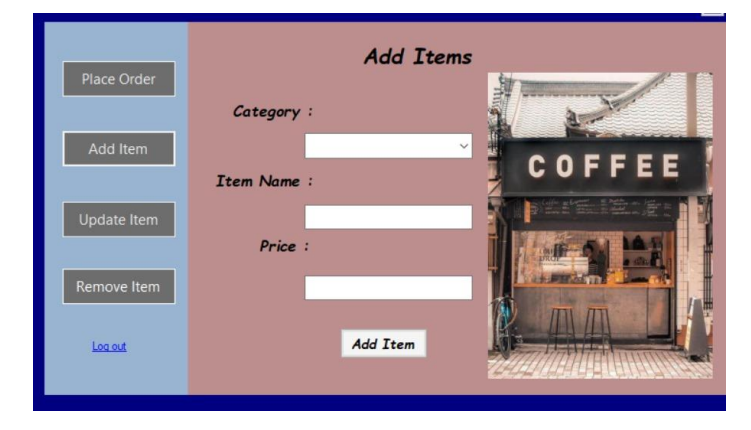 Place Order
Add Item
Update Item
Remove Item
Log out
Add Items
Category :
Item Name :
Price :
Add Item
COFFEE